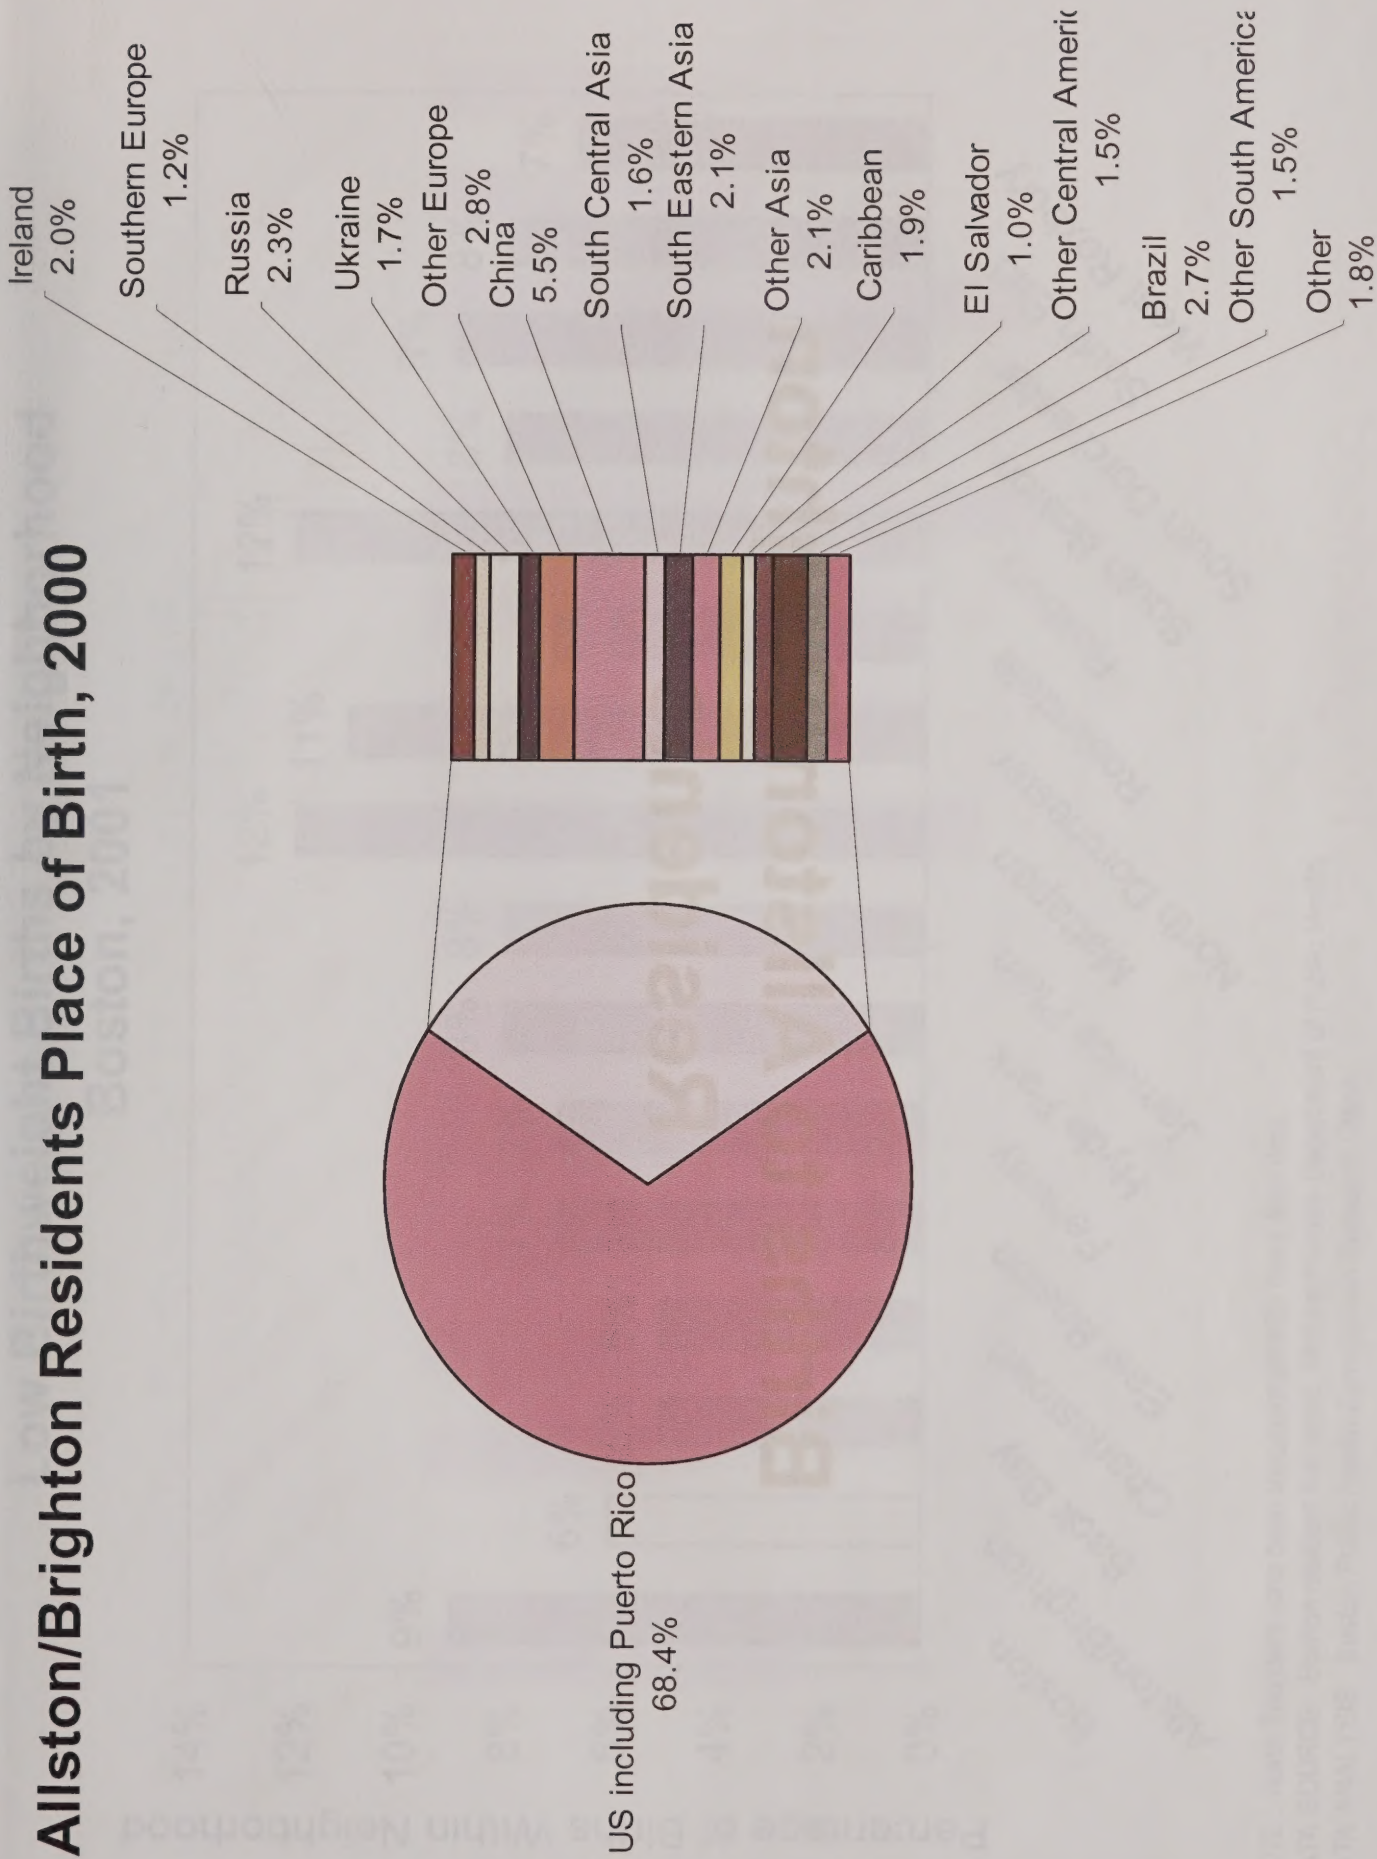 Allston/Brighton Residents Place of Birth, 2000
US including Puerto Rico
68.4%
Ireland
2.0%
Southern Europe
1.2%
Russia
2.3%
Ukraine
1.7%
Other Europe
2.8%
China
5.5%
South Central Asia
1.6%
South Eastern Asia
2.1%
Other Asia
2.1%
Caribbean
1.9%
El Salvador
1.0%
Other Central Americ
1.5%
Brazil
2.7%
Other South America
1.5%
Other
1.8%